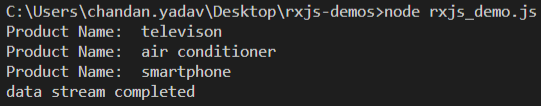 C:\Users\chandan.yadav\Desktop\rxjs-demos>node rxjs_demo.js
Product Name:  televison
Product Name:  air conditioner
Product Name:  smartphone
data stream completed